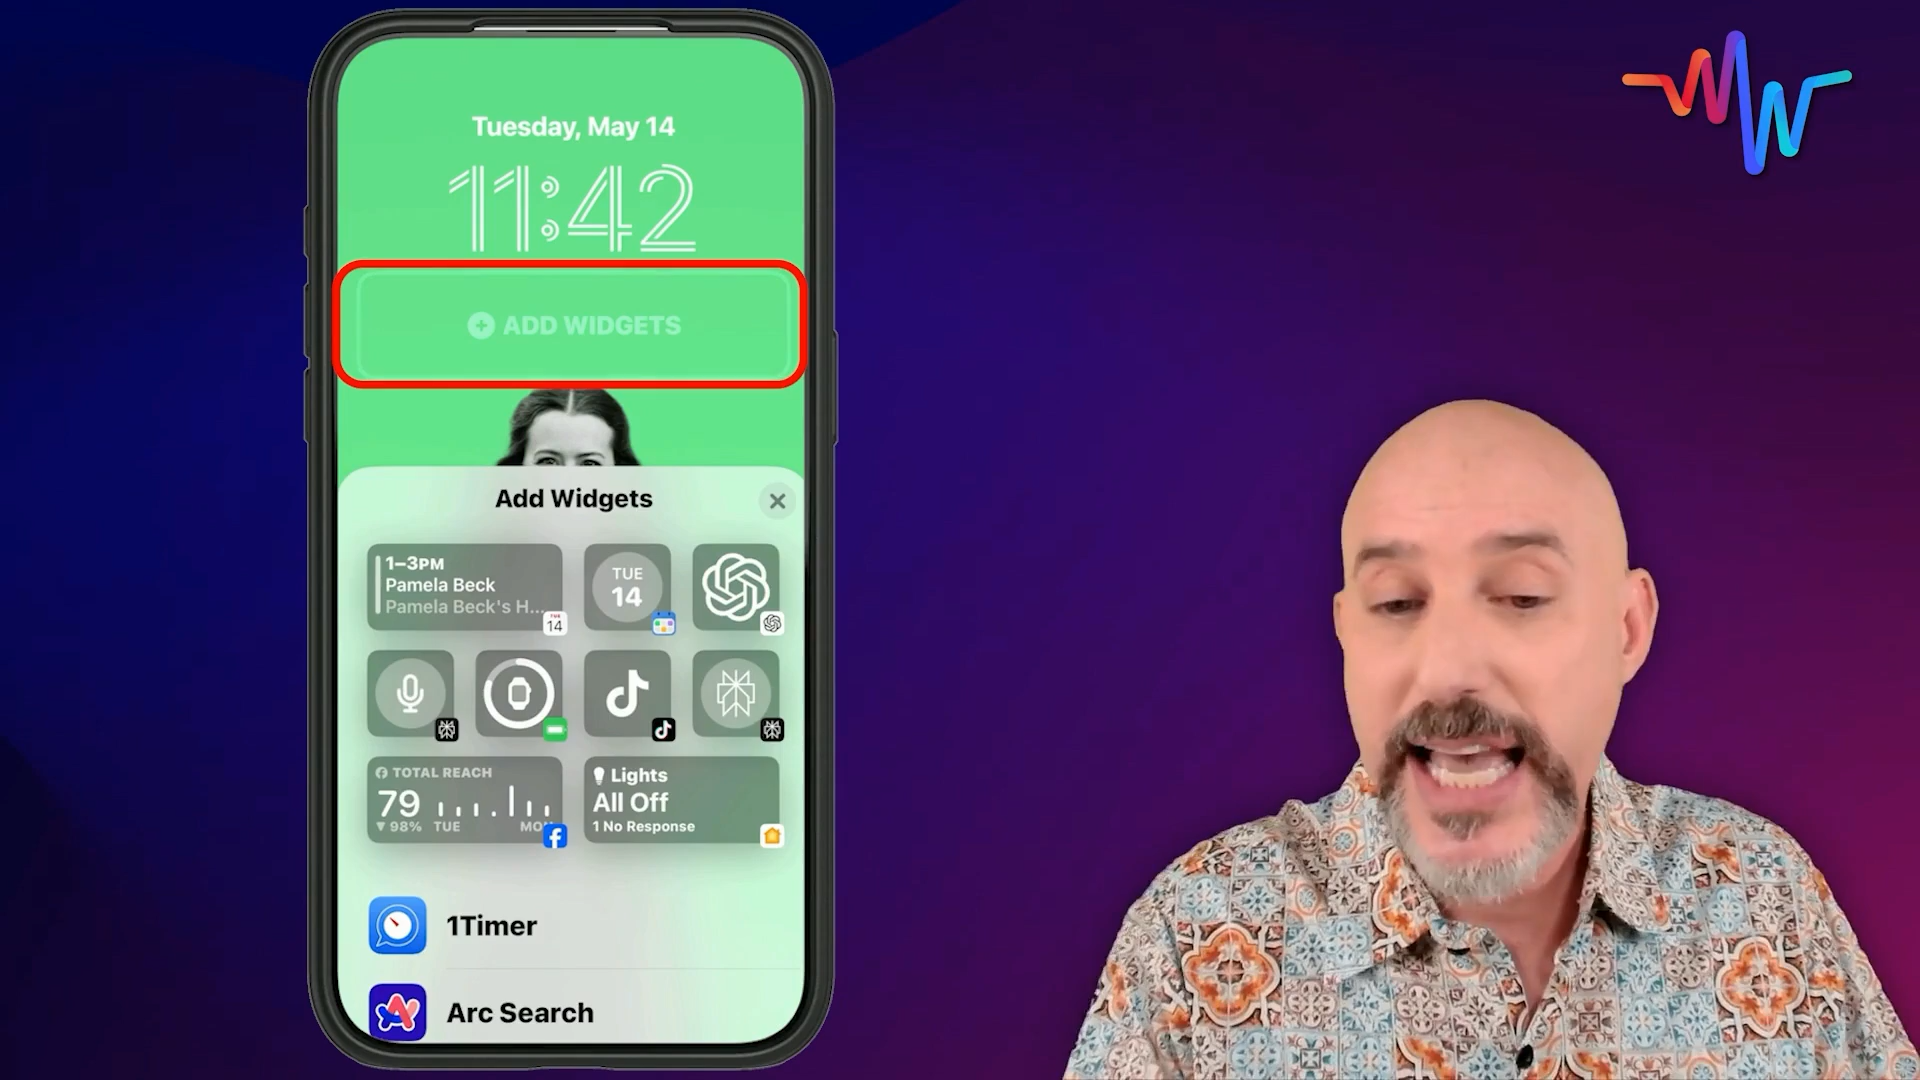 Tuesday, May 14
11:42
ADD WIDGETS
Add Widgets
1–3PM
Pamela Beck
Pamela Beck's H...
14
TUE
14
TOTAL REACH
79
▼98% TUE MON
Lights
All Off
1 No Response
1Timer
Arc Search